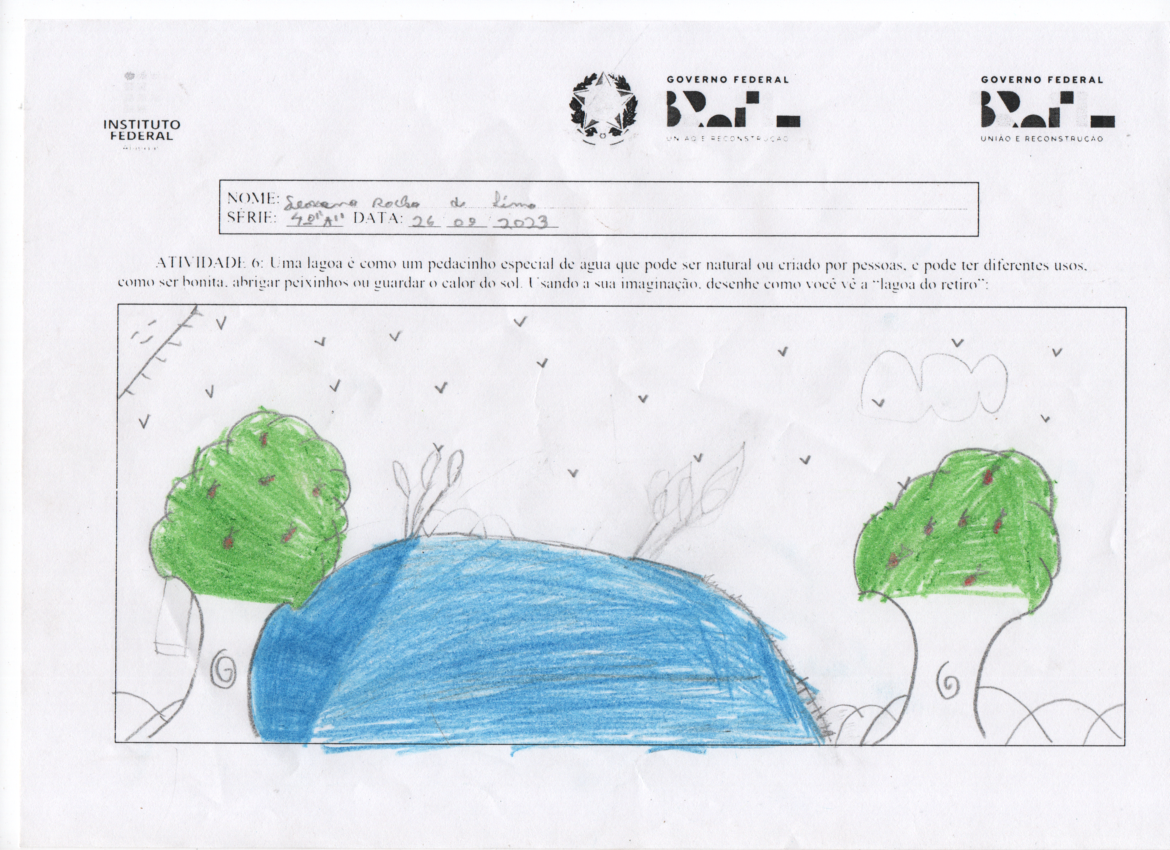 INSTITUTO
FEDERAL
GOVERNO FEDERAL
BRASIL
UNIÃO E RECONSTRUÇÃO
GOVERNO FEDERAL
BRASIL
UNIÃO E RECONSTRUÇÃO
NOME: Geovana Rocha de Lima
SÉRIE: 4º "A" DATA: 26 09 2023
ATIVIDADE 6: Uma lagoa é como um pedacinho especial de água que pode ser natural ou criado por pessoas, e pode ter diferentes usos,
como ser bonita, abrigar peixinhos ou guardar o calor do sol. Usando a sua imaginação, desenhe como você vê a “lagoa do retiro”: